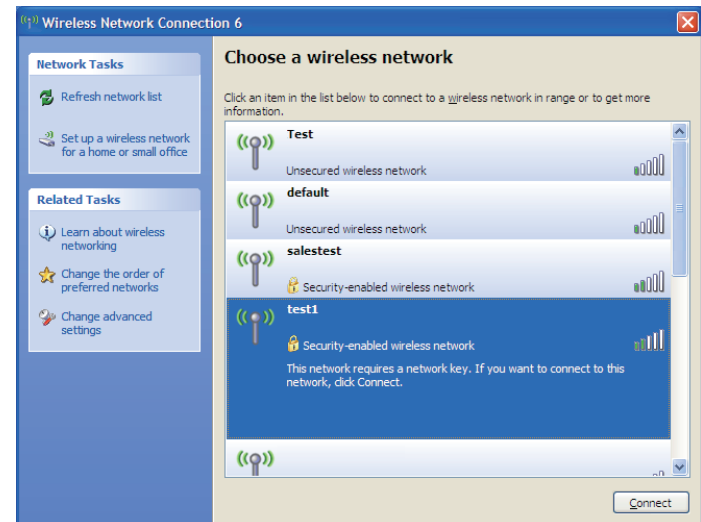 Wireless Network Connection 6
Network Tasks
Refresh network list
Set up a wireless network
for a home or small office
Related Tasks
Learn about wireless
networking
Change the order of
preferred networks
Change advanced
settings
Choose a wireless network
Click an item in the list below to connect to a wireless network in range or to get more
information.
Test
Unsecured wireless network
default
Unsecured wireless network
salestest
Security-enabled wireless network
test1
Security-enabled wireless network
This network requires a network key. If you want to connect to this
network, click Connect.
Connect